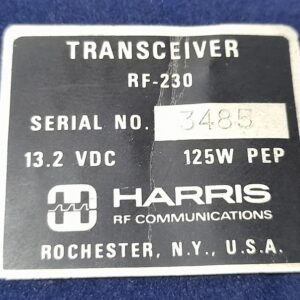 TRANSCEIVER
RF-230
SERIAL NO. 3485
13.2 VDC 125W PEP
HARRIS
RF COMMUNICATIONS
ROCHESTER, N.Y., U.S.A.